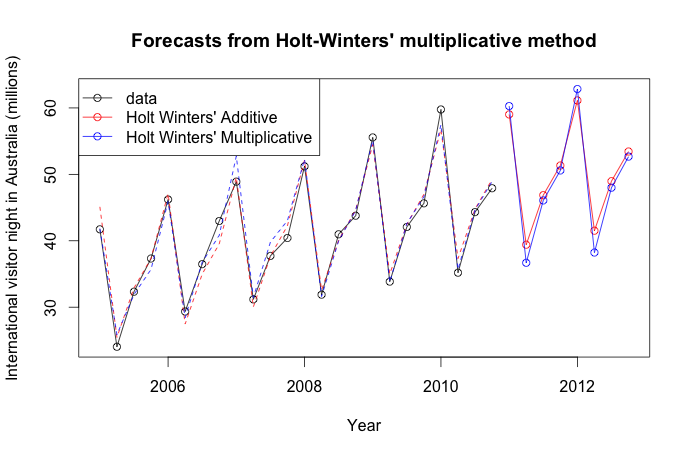 Forecasts from Holt-Winters' multiplicative method
International visitor night in Australia (millions)
60
50
40
30
data
Holt Winters' Additive
Holt Winters' Multiplicative
2006 2008 2010 2012
Year